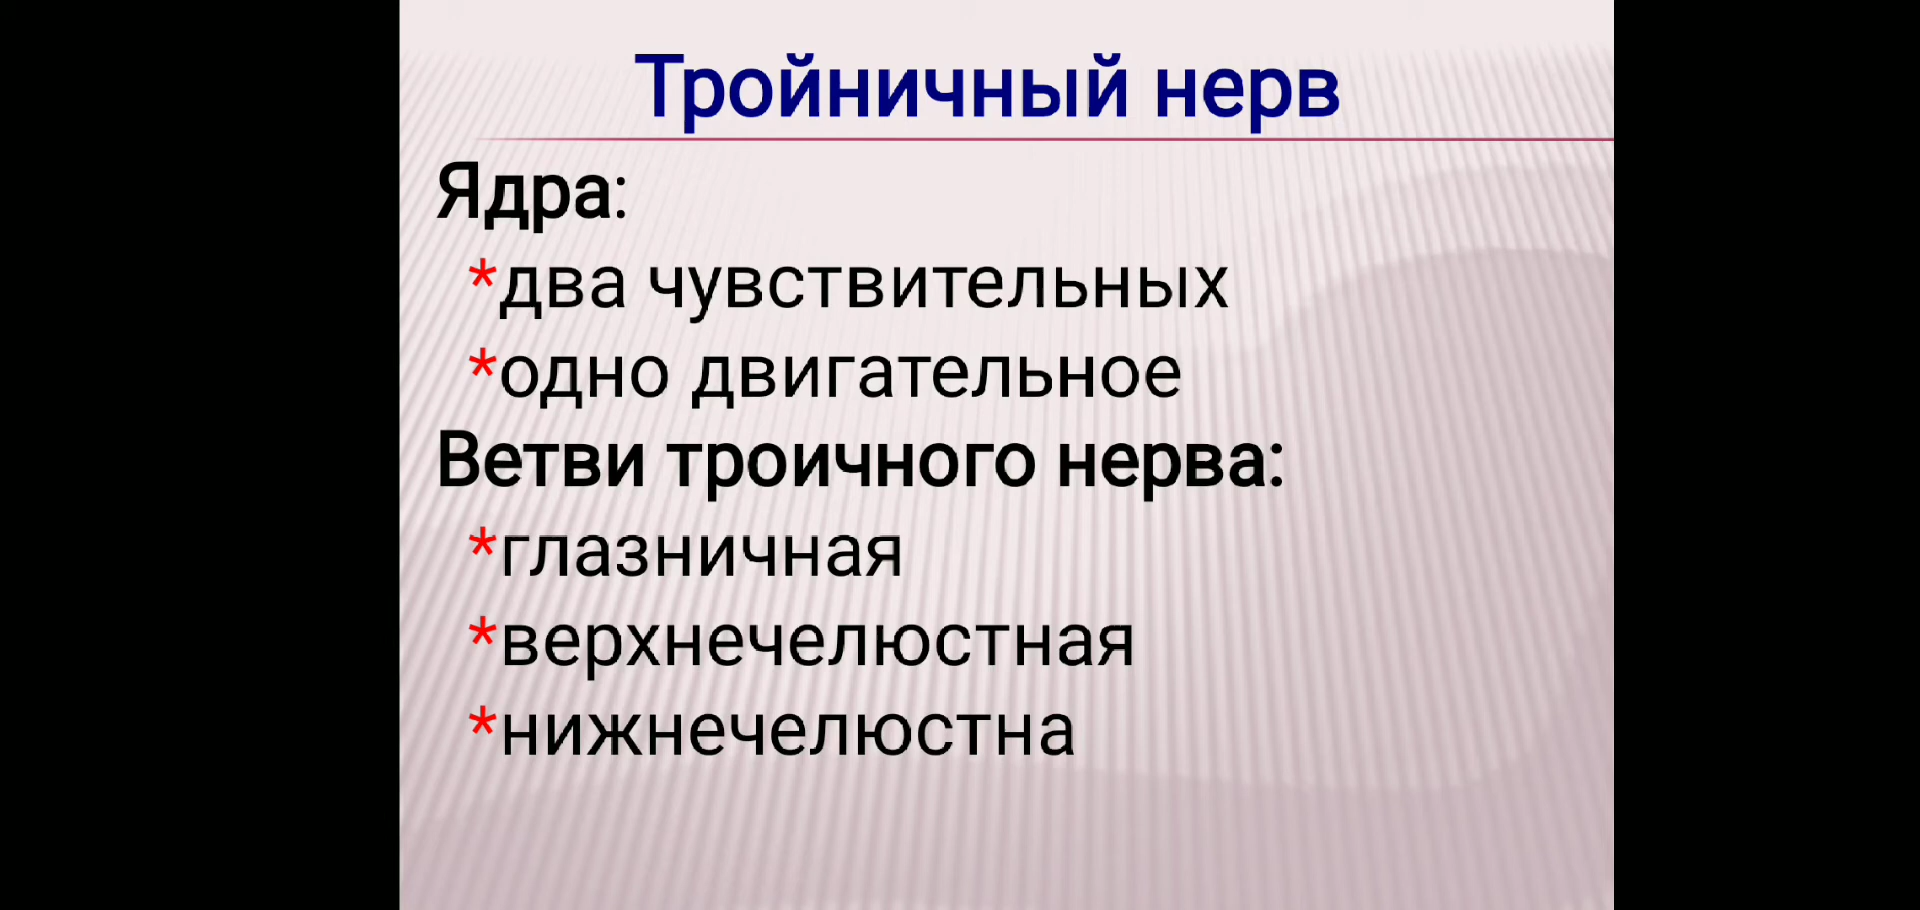 Тройничный нерв
Ядра:
*два чувствительных
*одно двигательное
Ветви троичного нерва:
*глазничная
*верхнечелюстная
*нижнечелюстна